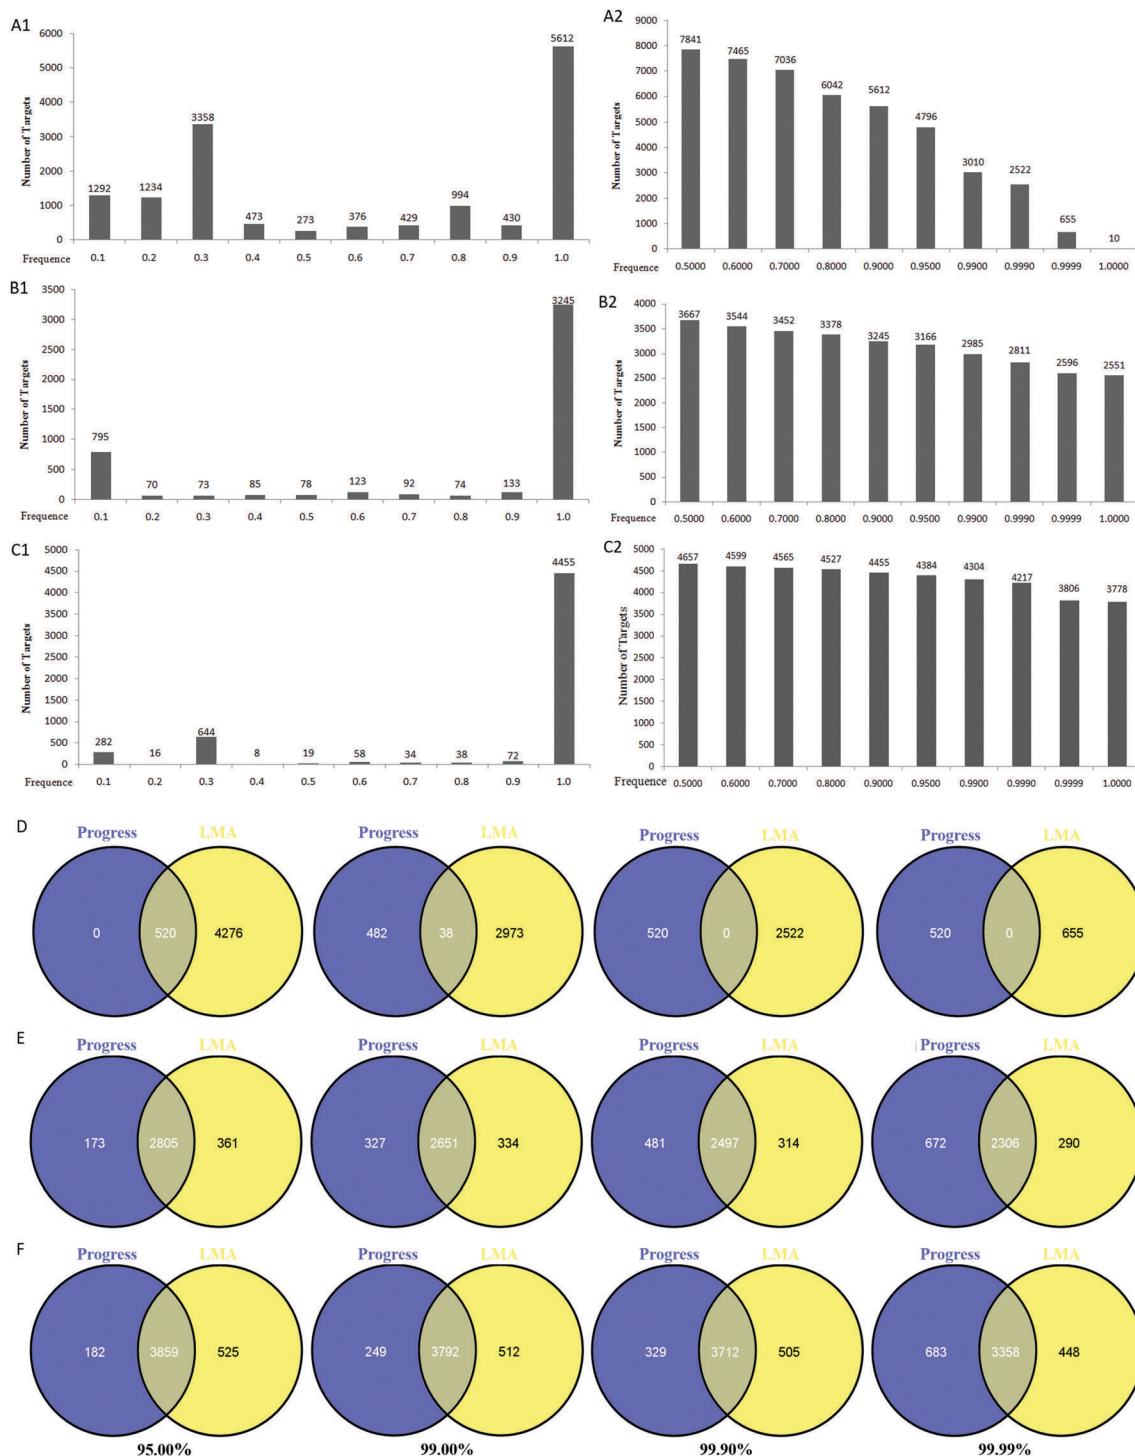 A1
Number of Targets
6000
5000
4000
3000
2000
1000
0
1292 1234 3358 473 273 376 429 994 430 5612
Frequence 0.1 0.2 0.3 0.4 0.5 0.6 0.7 0.8 0.9 1.0
A2
Number of Targets
9000
8000
7000
6000
5000
4000
3000
2000
1000
0
7841 7465 7036 6042 5612 4796 3010 2522 655 10
Frequence 0.5000 0.6000 0.7000 0.8000 0.9000 0.9500 0.9900 0.9990 0.9999 1.0000
B1
Number of Targets
3500
3000
2500
2000
1500
1000
500
0
795 70 73 85 78 123 92 74 133 3245
Frequence 0.1 0.2 0.3 0.4 0.5 0.6 0.7 0.8 0.9 1.0
B2
Number of Targets
4000
3500
3000
2500
2000
1500
1000
500
0
3667 3544 3452 3378 3245 3166 2985 2811 2596 2551
Frequence 0.5000 0.6000 0.7000 0.8000 0.9000 0.9500 0.9900 0.9990 0.9999 1.0000
C1
Number of Targets
5000
4500
4000
3500
3000
2500
2000
1500
1000
500
0
282 16 644 8 19 58 34 38 72 4455
Frequence 0.1 0.2 0.3 0.4 0.5 0.6 0.7 0.8 0.9 1.0
C2
Number of Targets
5000
4500
4000
3500
3000
2500
2000
1500
1000
500
0
4657 4599 4565 4527 4455 4384 4304 4217 3806 3778
Frequence 0.5000 0.6000 0.7000 0.8000 0.9000 0.9500 0.9900 0.9990 0.9999 1.0000
D
Progress LMA Progress LMA Progress LMA Progress LMA
0 520 4276 482 38 2973 520 0 2522 520 0 655
E
Progress LMA Progress LMA Progress LMA Progress LMA
173 2805 361 327 2651 334 481 2497 314 672 2306 290
F
Progress LMA Progress LMA Progress LMA Progress LMA
182 3859 525 249 3792 512 329 3712 505 683 3358 448
95.00% 99.00% 99.90% 99.99%